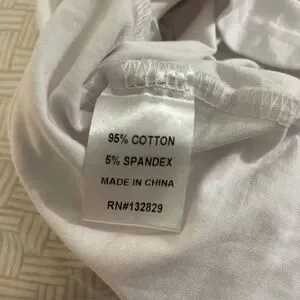 95% COTTON
5% SPANDEX
MADE IN CHINA
RN#132829